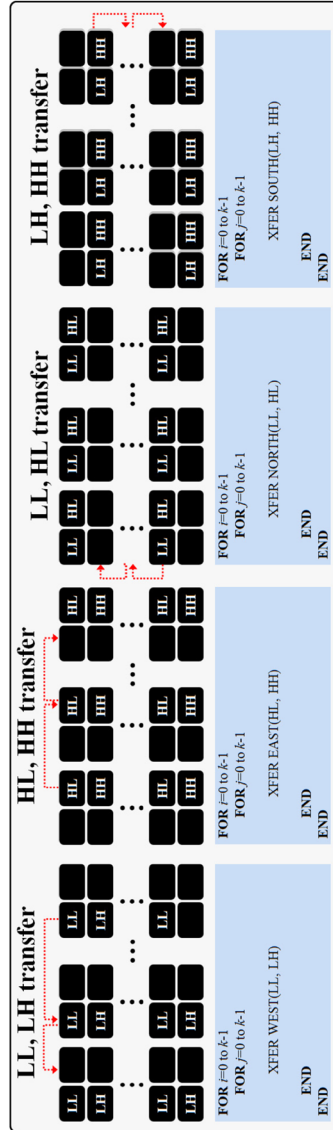 LL, LH transfer
LL LL LL
LH LH LH
LL LL LL
LH LH
FOR i=0 to k-1
FOR j=0 to k-1
XFER WEST(LL, LH)
END
END
HL, HH transfer
HL HL HL
HH HH HH
HL HL HL
HH HH HH
FOR i=0 to k-1
FOR j=0 to k-1
XFER EAST(HL, HH)
END
END
LL, HL transfer
LL HL LL HL LL HL
LL HL LL HL LL HL
FOR i=0 to k-1
FOR j=0 to k-1
XFER NORTH(LL, HL)
END
END
LH, HH transfer
LH HH LH HH LH HH
LH HH LH HH LH HH
FOR i=0 to k-1
FOR j=0 to k-1
XFER SOUTH(LH, HH)
END
END